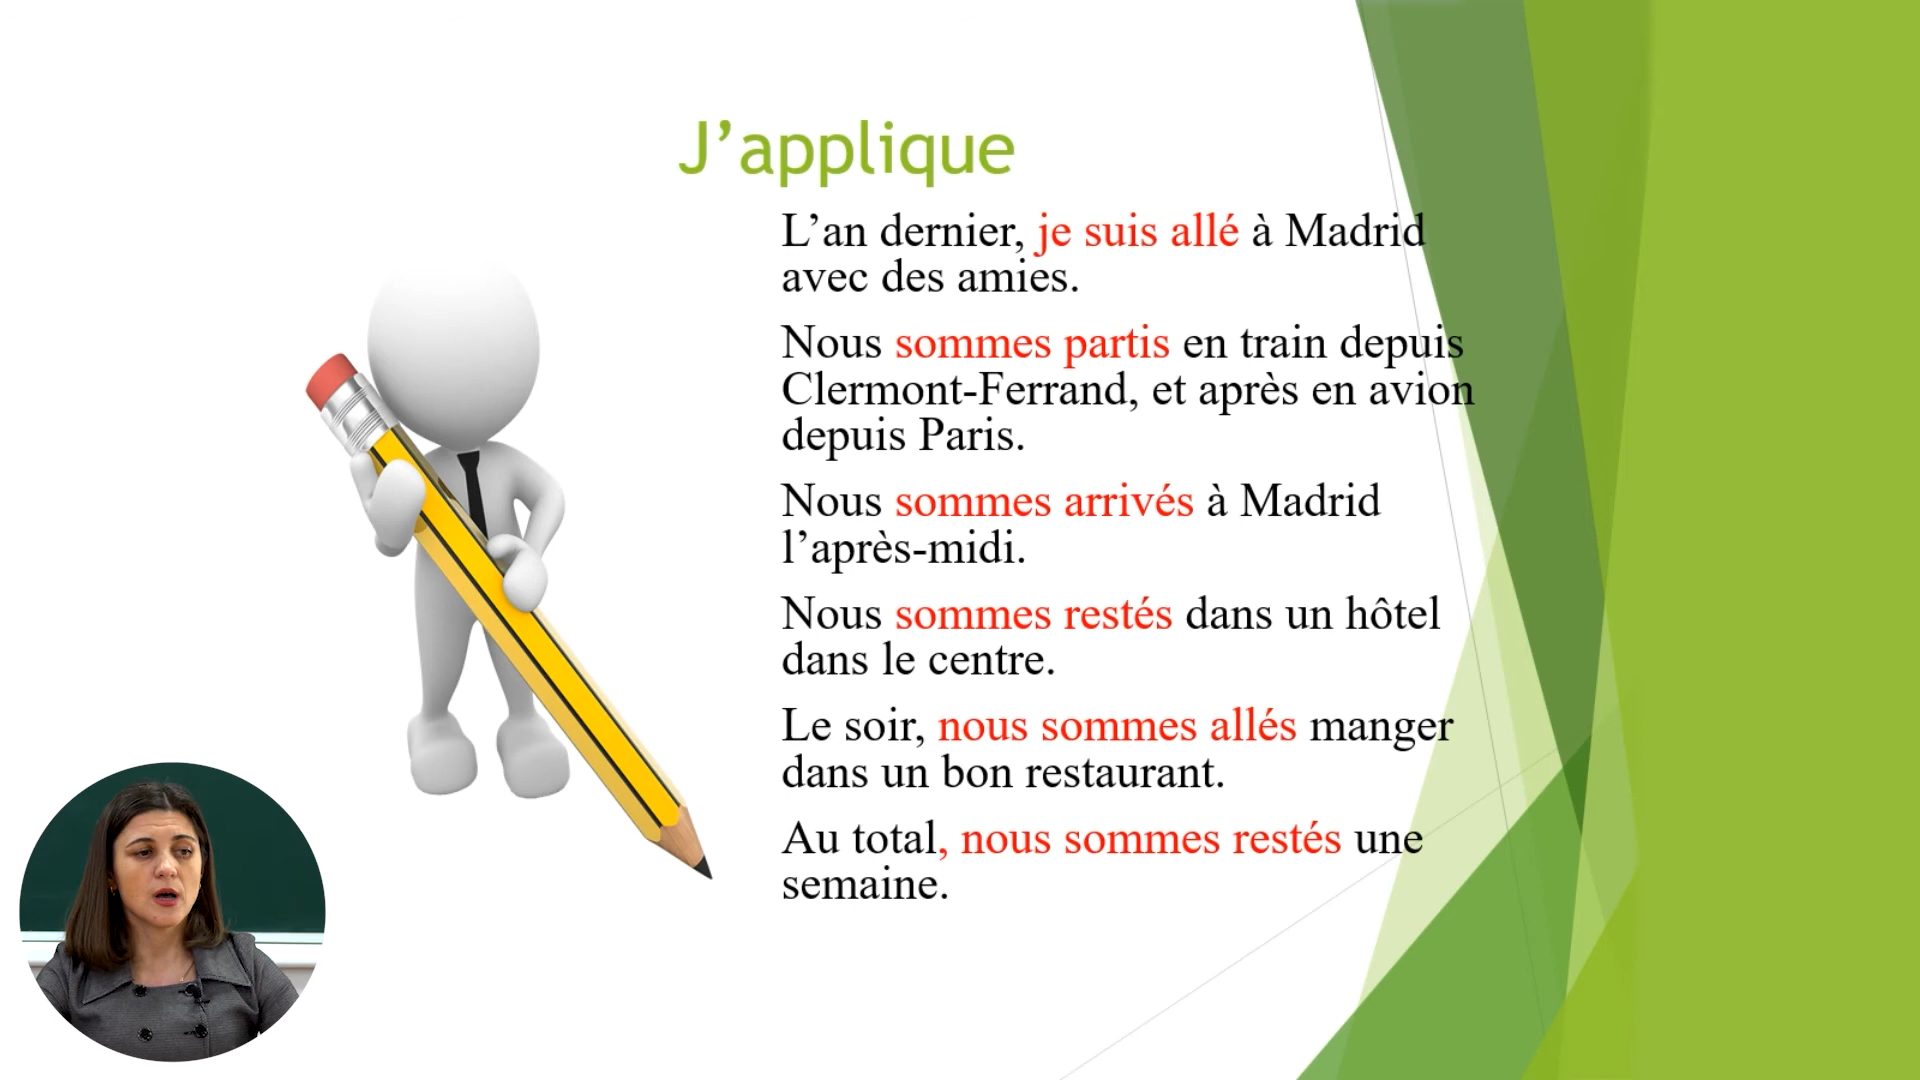 J’applique
L’an dernier, je suis allé à Madrid
avec des amies.
Nous sommes partis en train depuis
Clermont-Ferrand, et après en avion
depuis Paris.
Nous sommes arrivés à Madrid
l’après-midi.
Nous sommes restés dans un hôtel
dans le centre.
Le soir, nous sommes allés manger
dans un bon restaurant.
Au total, nous sommes restés une
semaine.